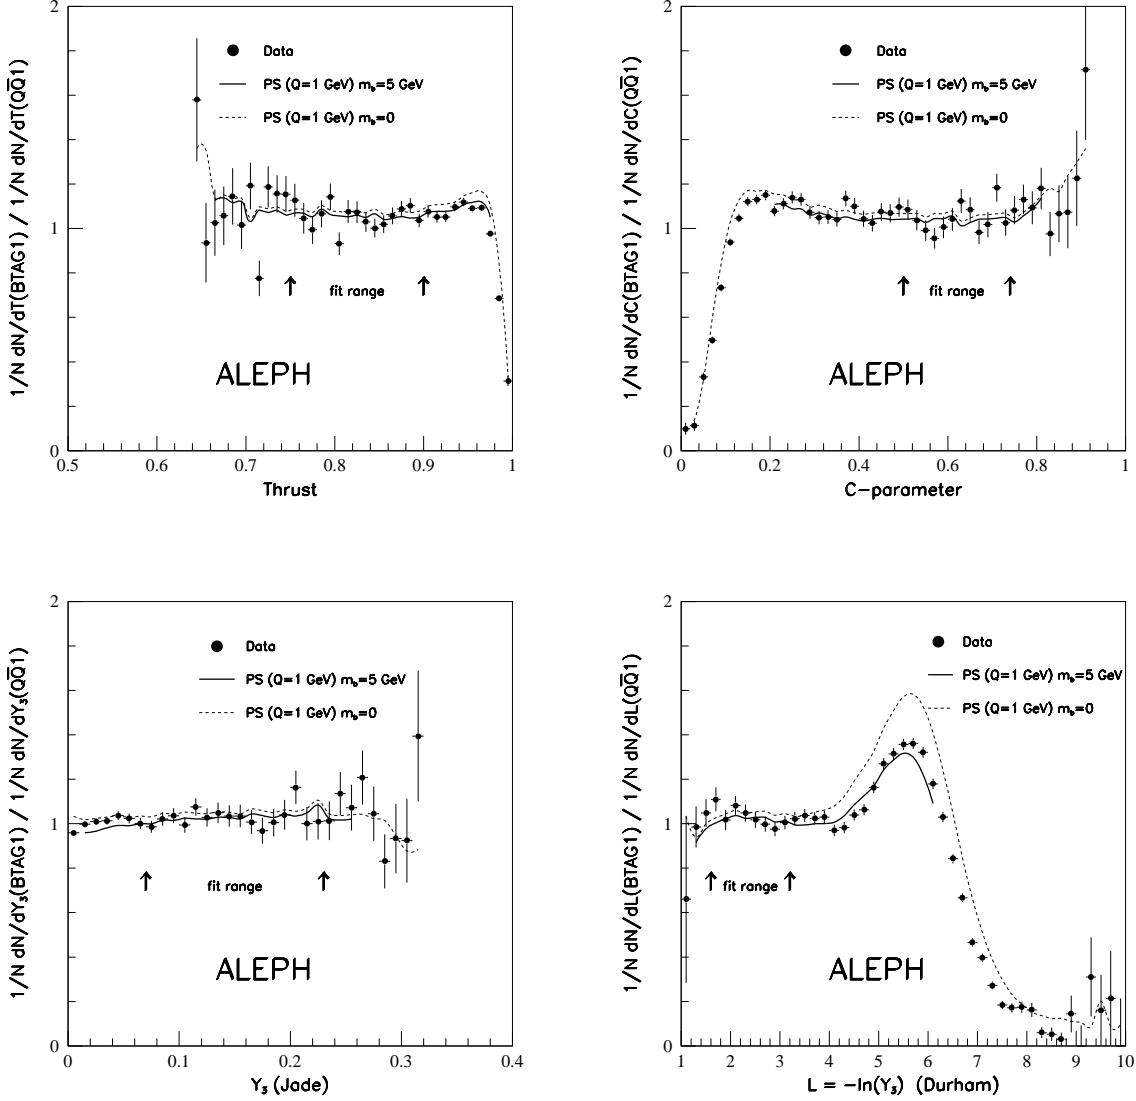 2
1
0
1/N dN/dT(BTAG1) / 1/N dN/dT(QQ̅1)
Data
PS (Q=1 GeV) m_b=5 GeV
PS (Q=1 GeV) m_b=0
fit range
ALEPH
0.5 0.6 0.7 0.8 0.9 1
Thrust
2
1
0
1/N dN/dC(BTAG1) / 1/N dN/dC(QQ̅1)
Data
PS (Q=1 GeV) m_b=5 GeV
PS (Q=1 GeV) m_b=0
fit range
ALEPH
0 0.2 0.4 0.6 0.8 1
C-parameter
2
1
0
1/N dN/dY₃(BTAG1) / 1/N dN/dY₃(QQ̅1)
Data
PS (Q=1 GeV) m_b=5 GeV
PS (Q=1 GeV) m_b=0
fit range
ALEPH
0 0.1 0.2 0.3 0.4
Y₃ (Jade)
2
1
0
1/N dN/dL(BTAG1) / 1/N dN/dL(QQ̅1)
Data
PS (Q=1 GeV) m_b=5 GeV
PS (Q=1 GeV) m_b=0
fit range
ALEPH
1 2 3 4 5 6 7 8 9 10
L = -ln(Y₃) (Durham)